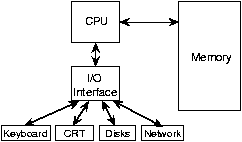 CPU
Memory
I/O
Interface
Keyboard
CRT
Disks
Network